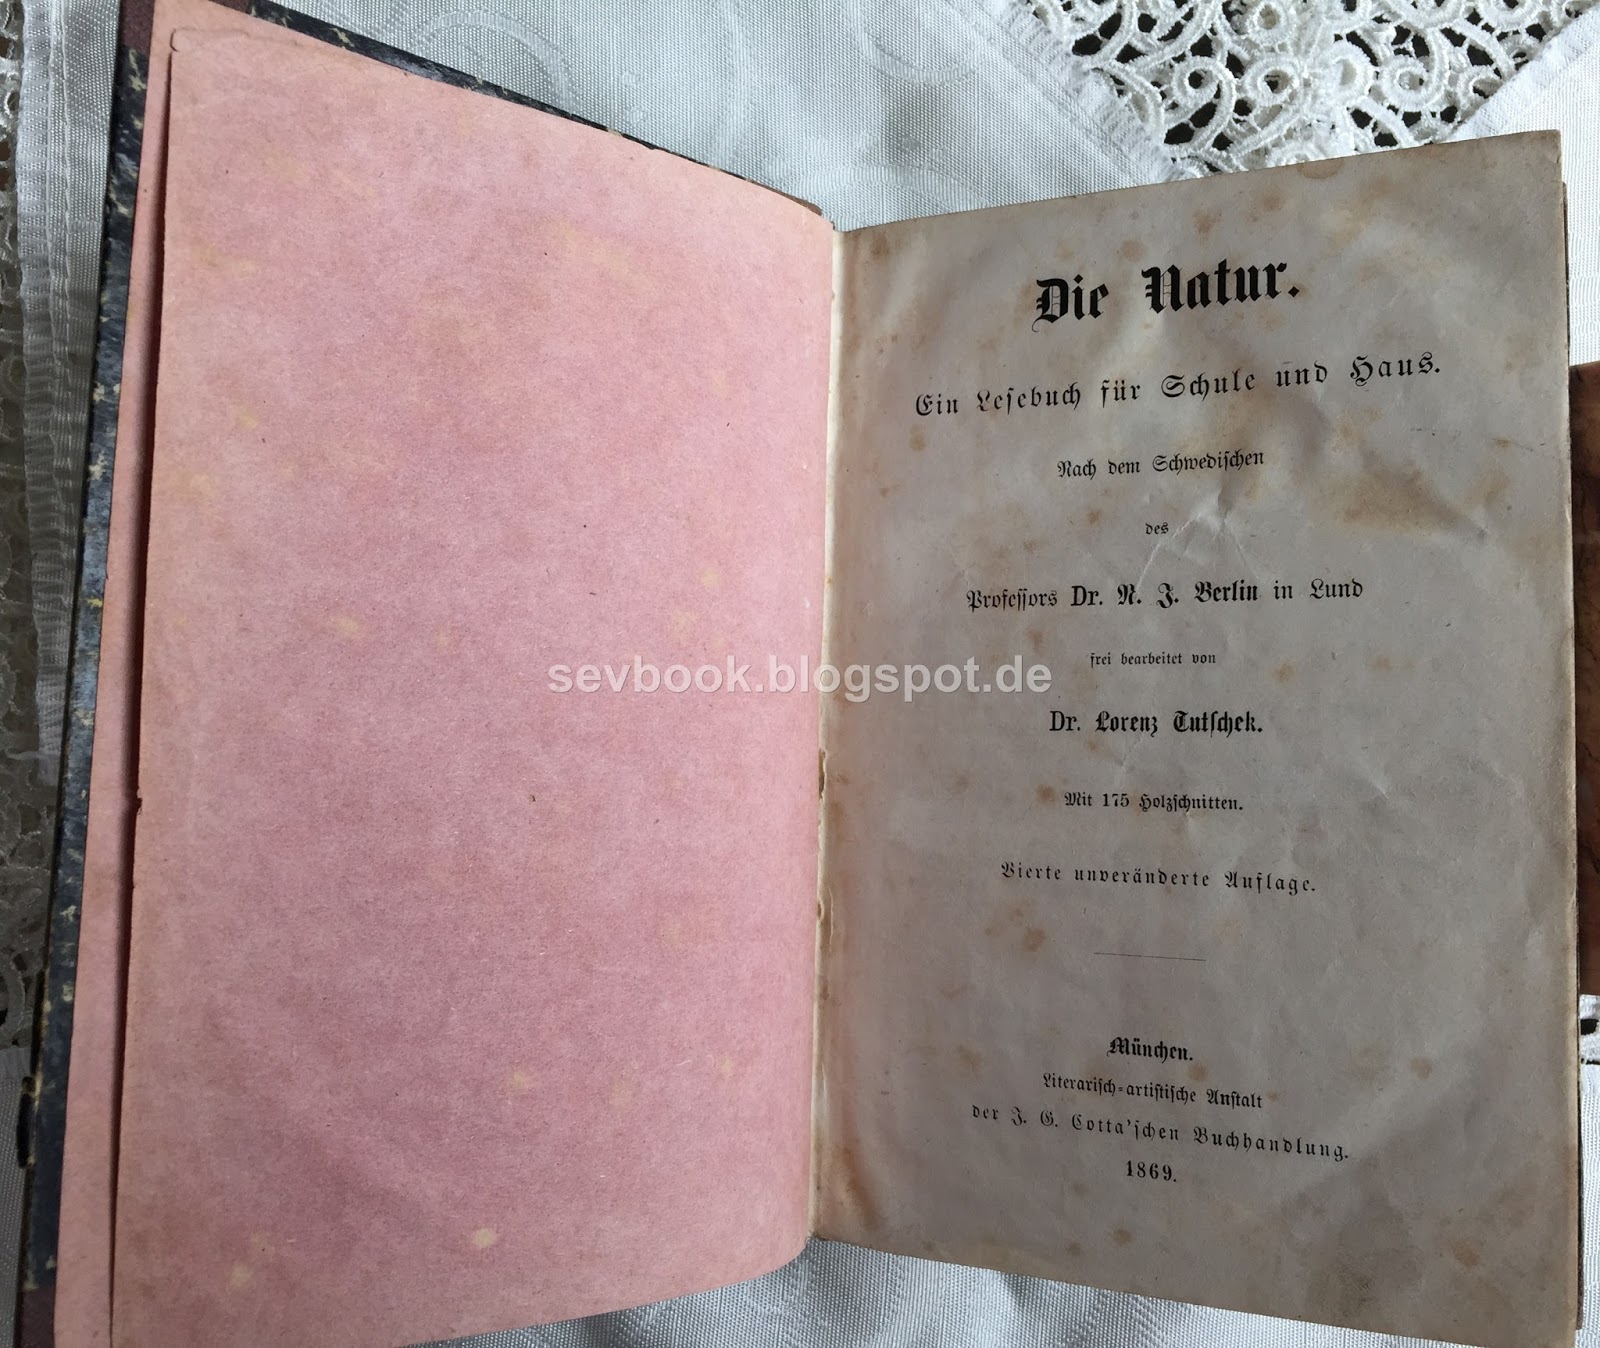 Die Natur.
Ein Lesebuch für Schule und Haus.
Nach dem Schwedischen
des
Professors Dr. N. J. Berlin in Lund
frei bearbeitet von
sevbook.blogspot.de
Dr. Lorenz Tutschek.
Mit 175 Holzschnitten.
Vierte unveränderte Auflage.
München.
Literarisch-artistische Anstalt
der J. G. Cotta'schen Buchhandlung.
1869.